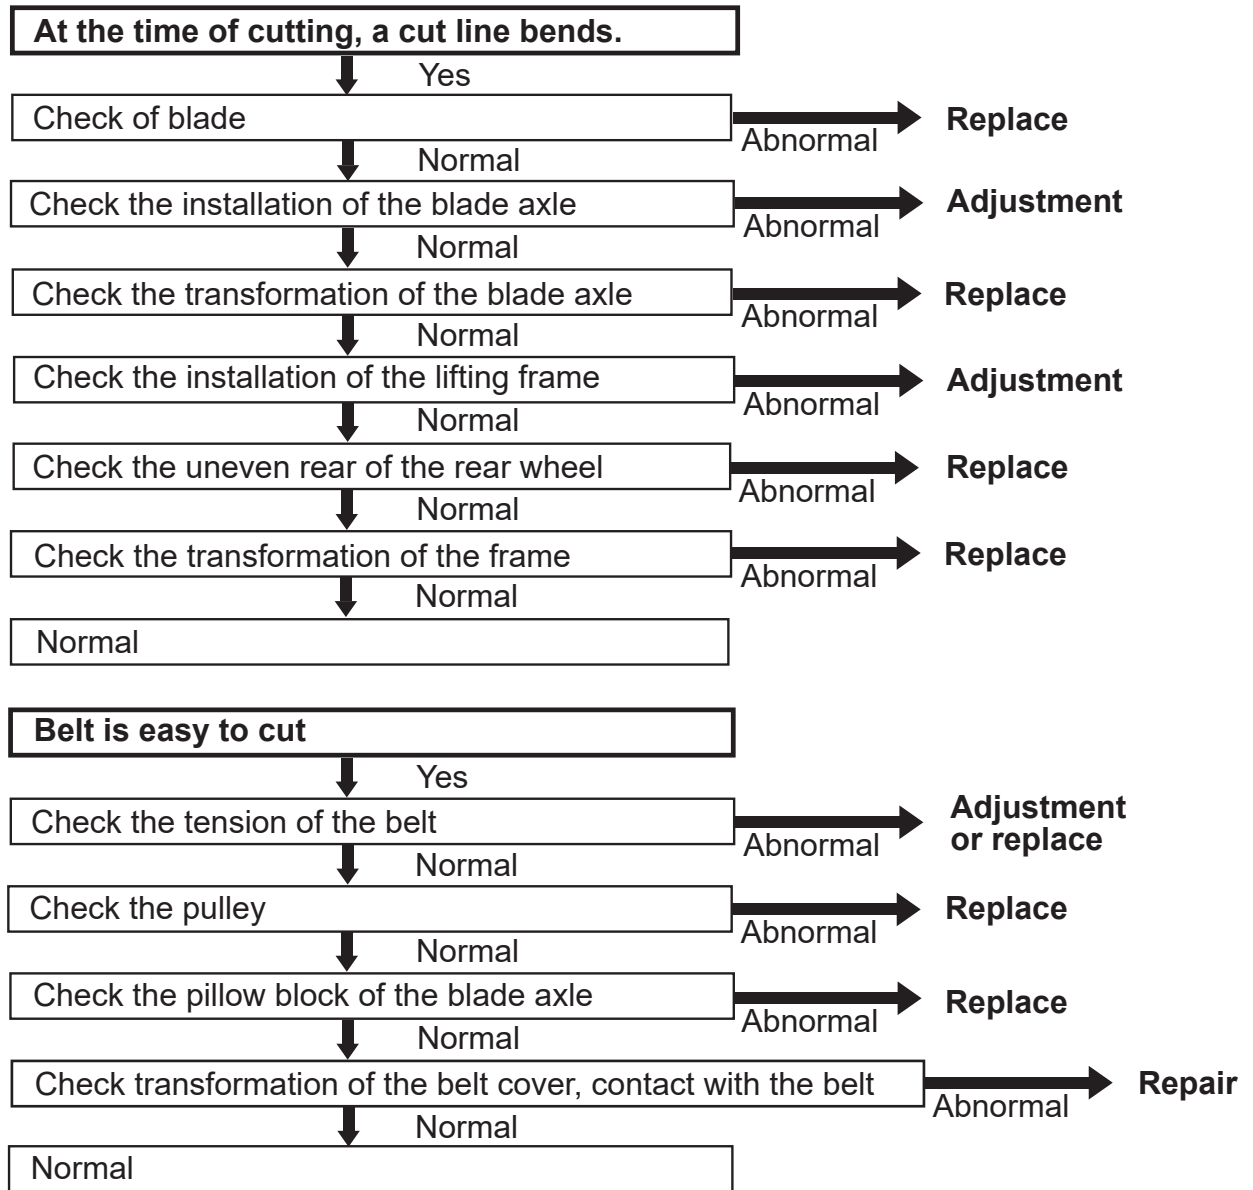 At the time of cutting, a cut line bends.
Yes
Check of blade
Abnormal
Replace
Normal
Check the installation of the blade axle
Abnormal
Adjustment
Normal
Check the transformation of the blade axle
Abnormal
Replace
Normal
Check the installation of the lifting frame
Abnormal
Adjustment
Normal
Check the uneven rear of the rear wheel
Abnormal
Replace
Normal
Check the transformation of the frame
Abnormal
Replace
Normal
Normal
Belt is easy to cut
Yes
Check the tension of the belt
Abnormal
Adjustment
or replace
Normal
Check the pulley
Abnormal
Replace
Normal
Check the pillow block of the blade axle
Abnormal
Replace
Normal
Check transformation of the belt cover, contact with the belt
Abnormal
Repair
Normal
Normal